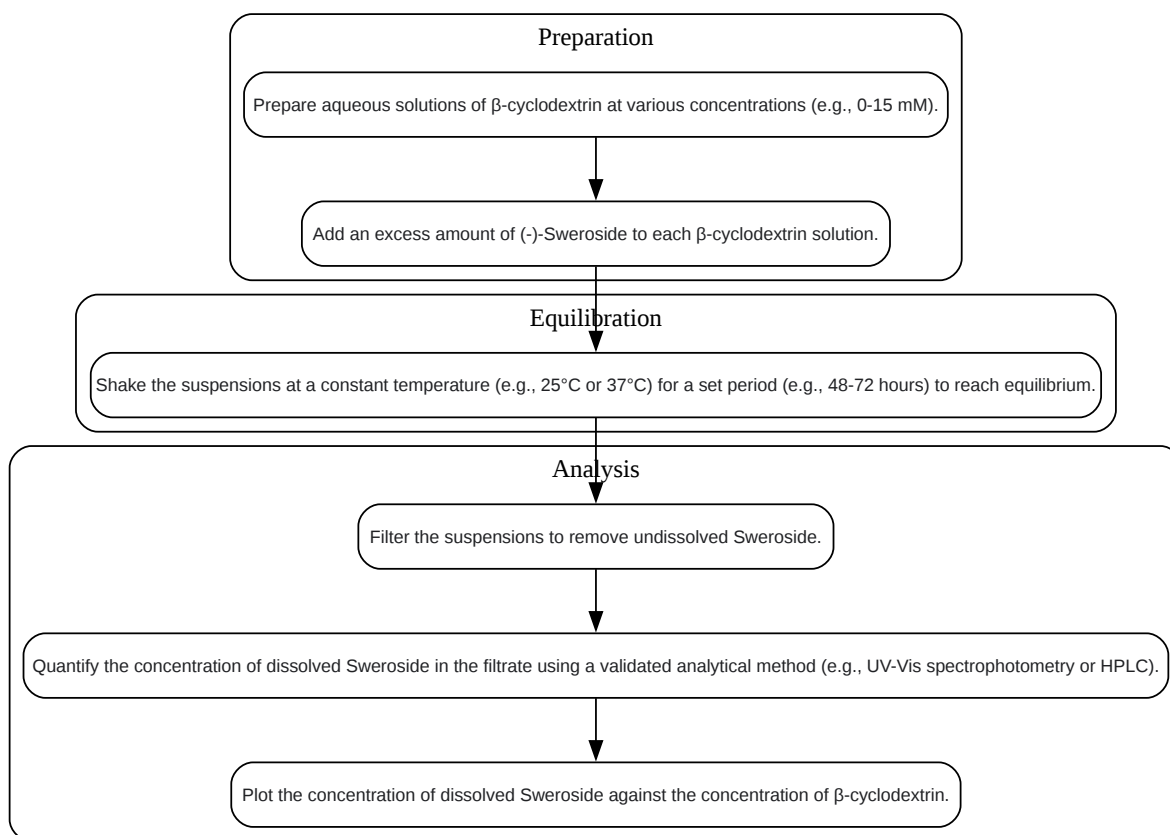 Preparation
Prepare aqueous solutions of β-cyclodextrin at various concentrations (e.g., 0-15 mM).
Add an excess amount of (-)-Sweroside to each β-cyclodextrin solution.
Equilibration
Shake the suspensions at a constant temperature (e.g., 25°C or 37°C) for a set period (e.g., 48-72 hours) to reach equilibrium.
Analysis
Filter the suspensions to remove undissolved Sweroside.
Quantify the concentration of dissolved Sweroside in the filtrate using a validated analytical method (e.g., UV-Vis spectrophotometry or HPLC).
Plot the concentration of dissolved Sweroside against the concentration of β-cyclodextrin.